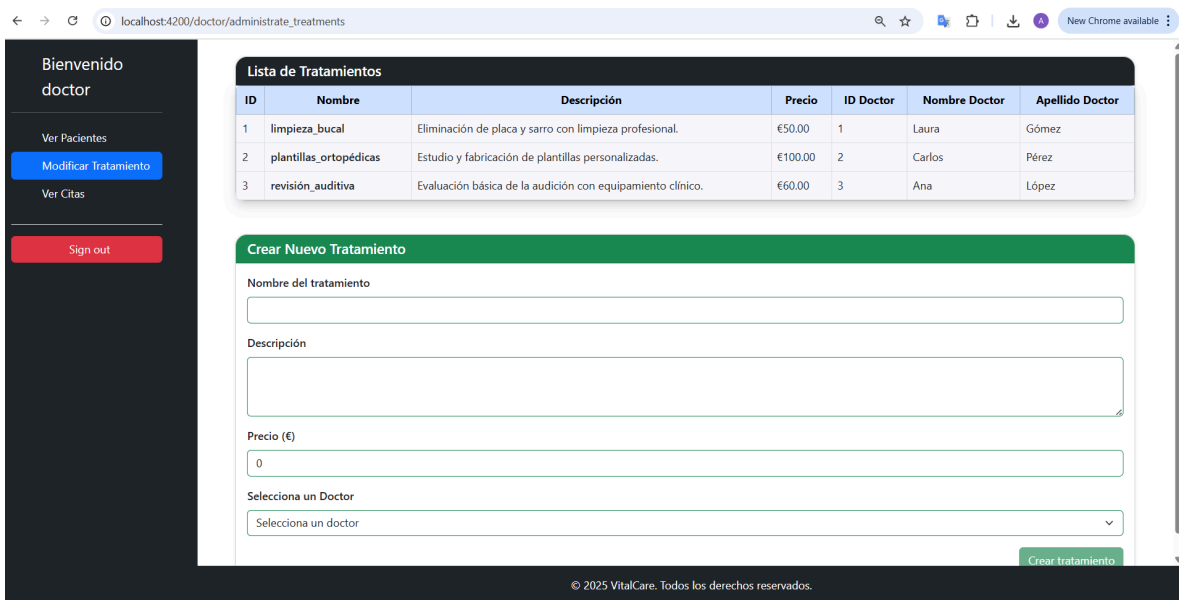 localhost:4200/doctor/administrate_treatments
A
New Chrome available
Bienvenido
doctor
Ver Pacientes
Modificar Tratamiento
Ver Citas
Sign out
Lista de Tratamientos
ID Nombre Descripción Precio ID Doctor Nombre Doctor Apellido Doctor
1 limpieza_bucal Eliminación de placa y sarro con limpieza profesional. €50.00 1 Laura Gómez
2 plantillas_ortopédicas Estudio y fabricación de plantillas personalizadas. €100.00 2 Carlos Pérez
3 revisión_auditiva Evaluación básica de la audición con equipamiento clínico. €60.00 3 Ana López
Crear Nuevo Tratamiento
Nombre del tratamiento
Descripción
Precio (€)
0
Selecciona un Doctor
Selecciona un doctor
Crear tratamiento
© 2025 VitalCare. Todos los derechos reservados.